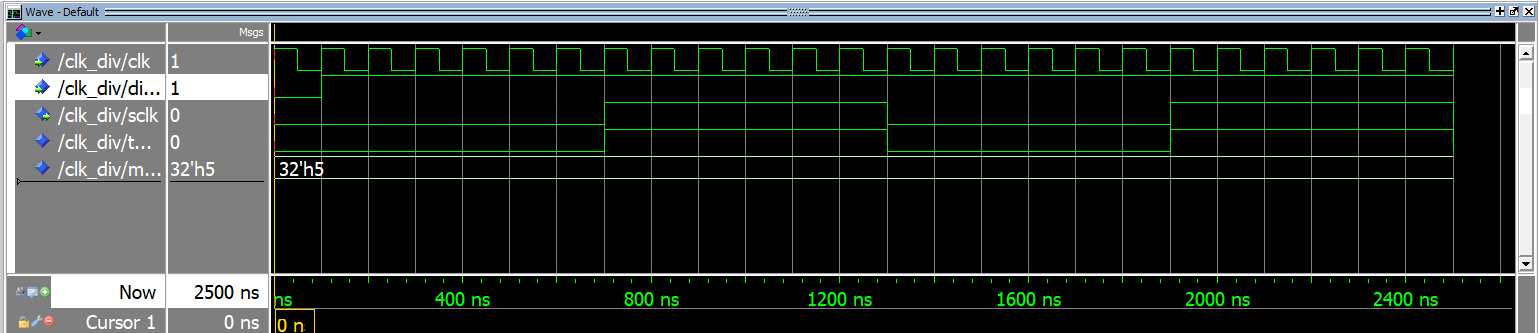 Wave - Default
Msgs
/clk_div/clk 1
/clk_div/di... 1
/clk_div/sclk 0
/clk_div/t... 0
/clk_div/m... 32'h5 32'h5
Now 2500 ns ns 400 ns 800 ns 1200 ns 1600 ns 2000 ns 2400 ns
Cursor 1 0 ns 0 n